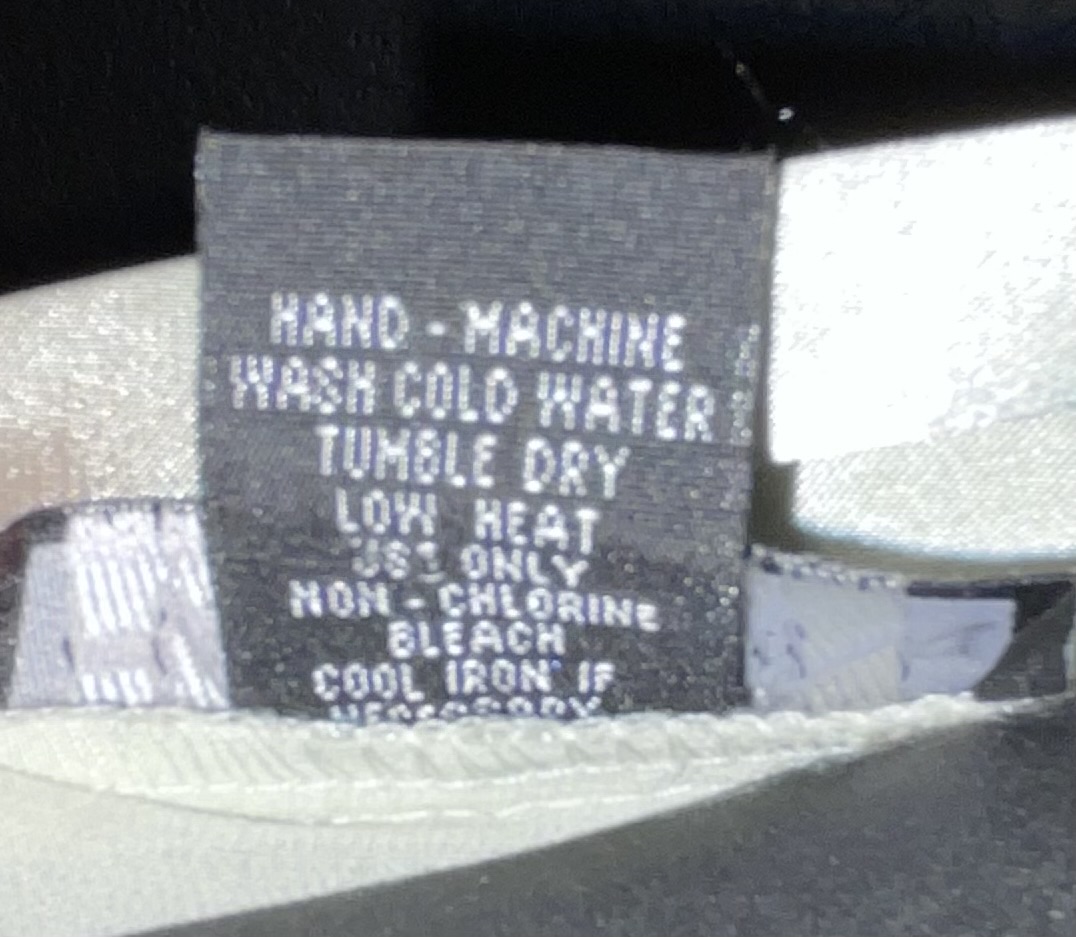 HAND - MACHINE
WASH COLD WATER
TUMBLE DRY
LOW HEAT
USE ONLY
NON - CHLORINE
BLEACH
COOL IRON IF